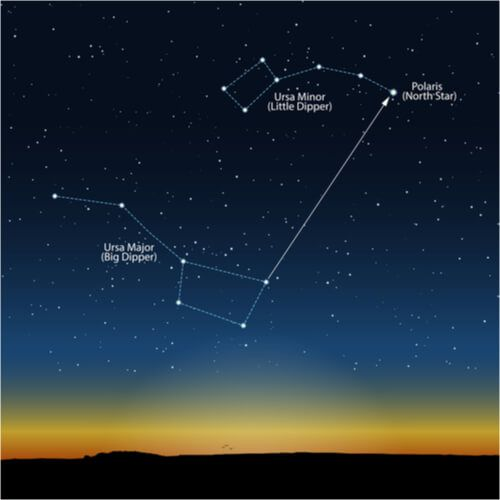 Polaris
(North Star)
Ursa Minor
(Little Dipper)
Ursa Major
(Big Dipper)